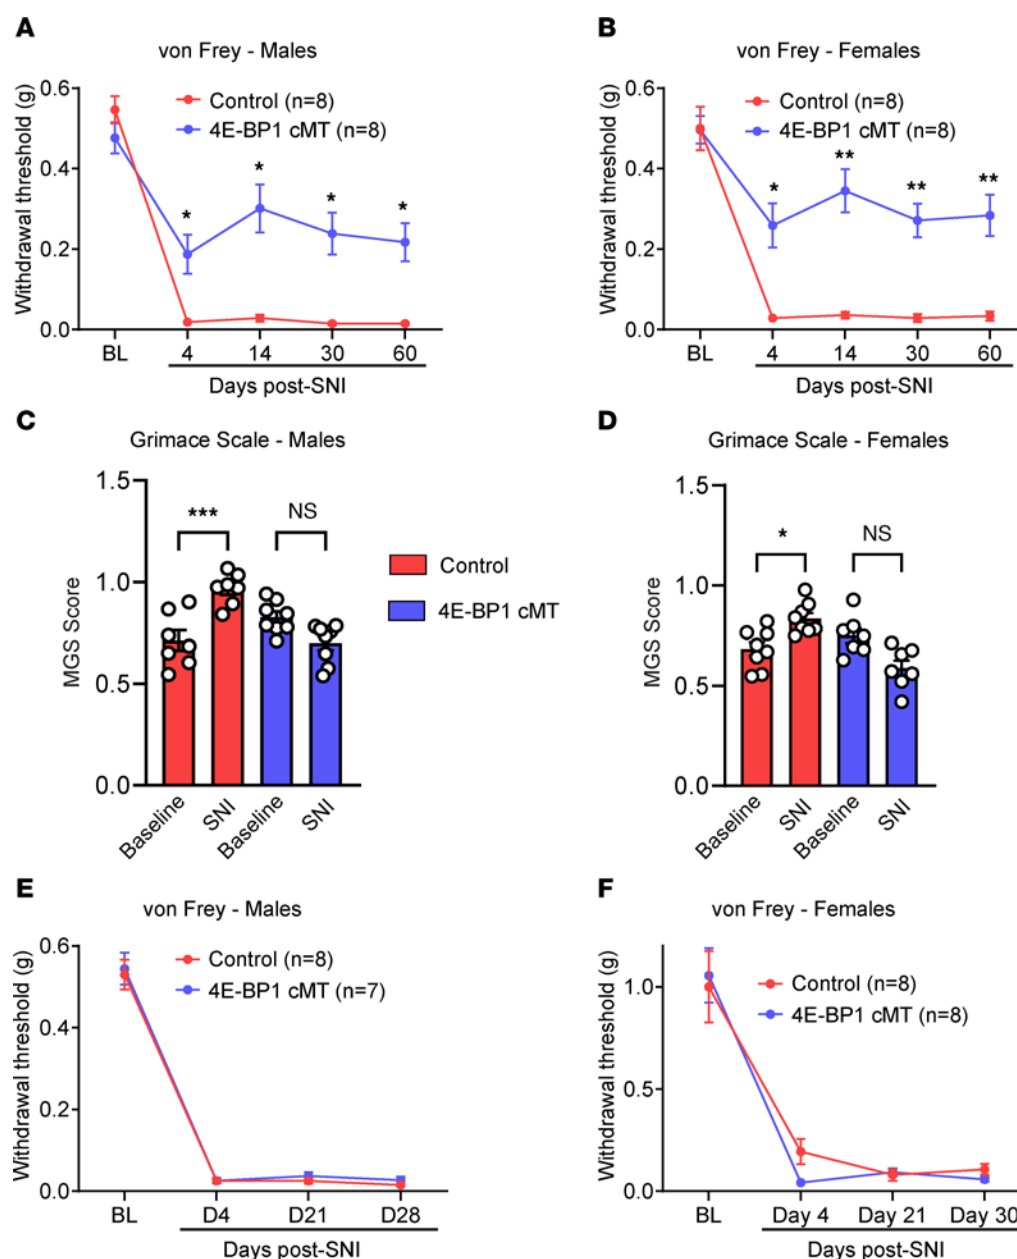 A
von Frey - Males
Withdrawal threshold (g)
0.6
0.4
0.2
0.0
Control (n=8)
4E-BP1 cMT (n=8)
*
*
*
*
BL
4
14
30
60
Days post-SNI
B
von Frey - Females
Withdrawal threshold (g)
0.6
0.4
0.2
0.0
Control (n=8)
4E-BP1 cMT (n=8)
*
**
**
**
BL
4
14
30
60
Days post-SNI
C
Grimace Scale - Males
MGS Score
1.5
1.0
0.5
0.0
***
NS
Baseline
SNI
Baseline
SNI
Control
4E-BP1 cMT
D
Grimace Scale - Females
MGS Score
1.5
1.0
0.5
0.0
*
NS
Baseline
SNI
Baseline
SNI
E
von Frey - Males
Withdrawal threshold (g)
0.6
0.4
0.2
0.0
Control (n=8)
4E-BP1 cMT (n=7)
BL
D4
D21
D28
Days post-SNI
F
von Frey - Females
Withdrawal threshold (g)
1.0
0.5
0.0
Control (n=8)
4E-BP1 cMT (n=8)
BL
Day 4
Day 21
Day 30
Days post-SNI